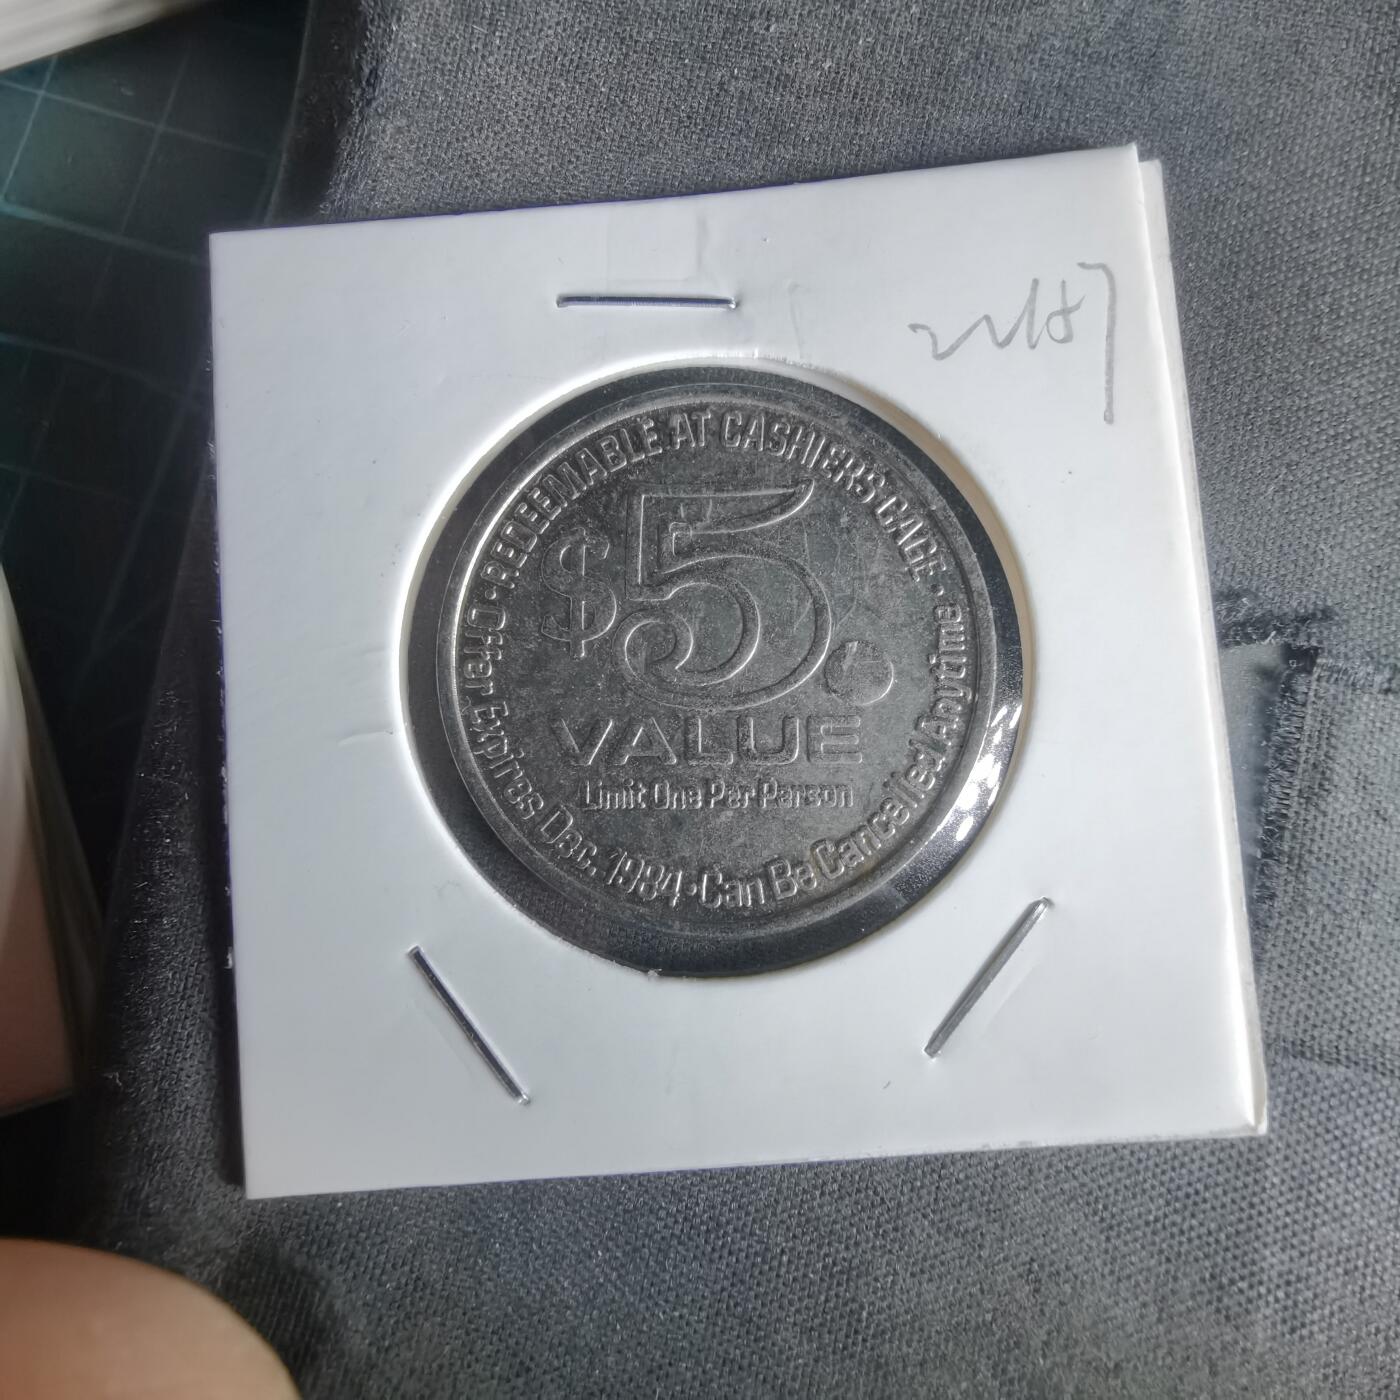 REDEEMABLE AT CASHIERS CAGE
$5.
VALUE
Limit One Per Person
Offer Expires Dec. 1984 • Can Be Cancelled Anytime